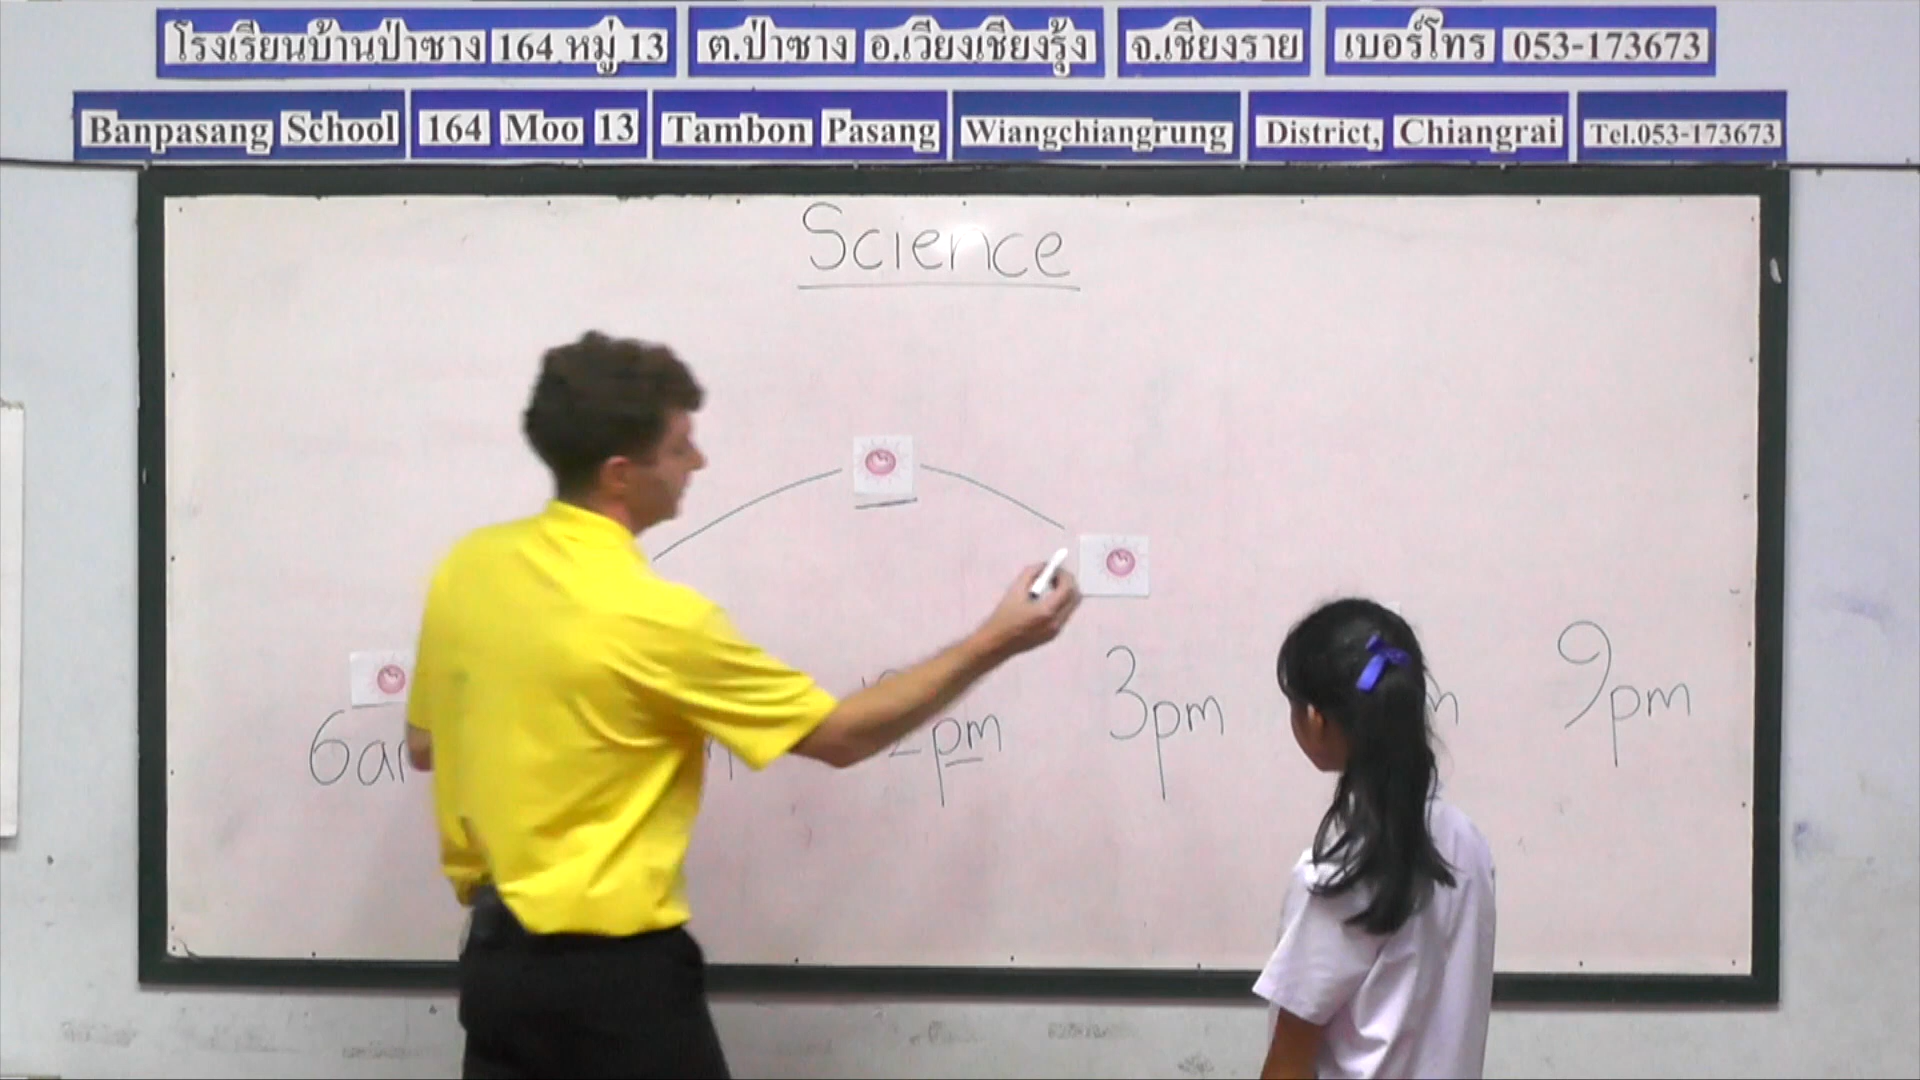 โรงเรียนบ้านป่าซาง 164 หมู่ 13 ต.ป่าซาง อ.เวียงเชียงรุ้ง จ.เชียงราย เบอร์โทร 053-173673
Banpasang School 164 Moo 13 Tambon Pasang Wiangchiangrung District, Chiangrai Tel.053-173673
Science
6am 12pm 3pm 9pm